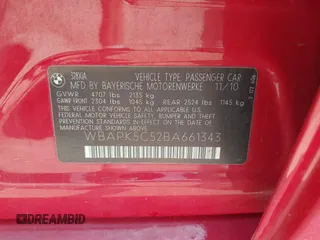 BMW
328XIA VEHICLE TYPE PASSENGER CAR
MFD BY BAYERISCHE MOTORENWERKE 11/10
GVWR 4707 lbs 2135 kg
GAWR FRONT 2304 lbs 1045 kg REAR 2524 lbs 1145 kg
THIS VEHICLE CONFORMS TO ALL APPLICABLE U.S.
FEDERAL MOTOR VEHICLE SAFETY, BUMPER AND
THEFT PREVENTION STANDARDS IN EFFECT ON THE
DATE OF MANUFACTURE SHOWN ABOVE
WBAPK5C52BA661343
DREAMBID